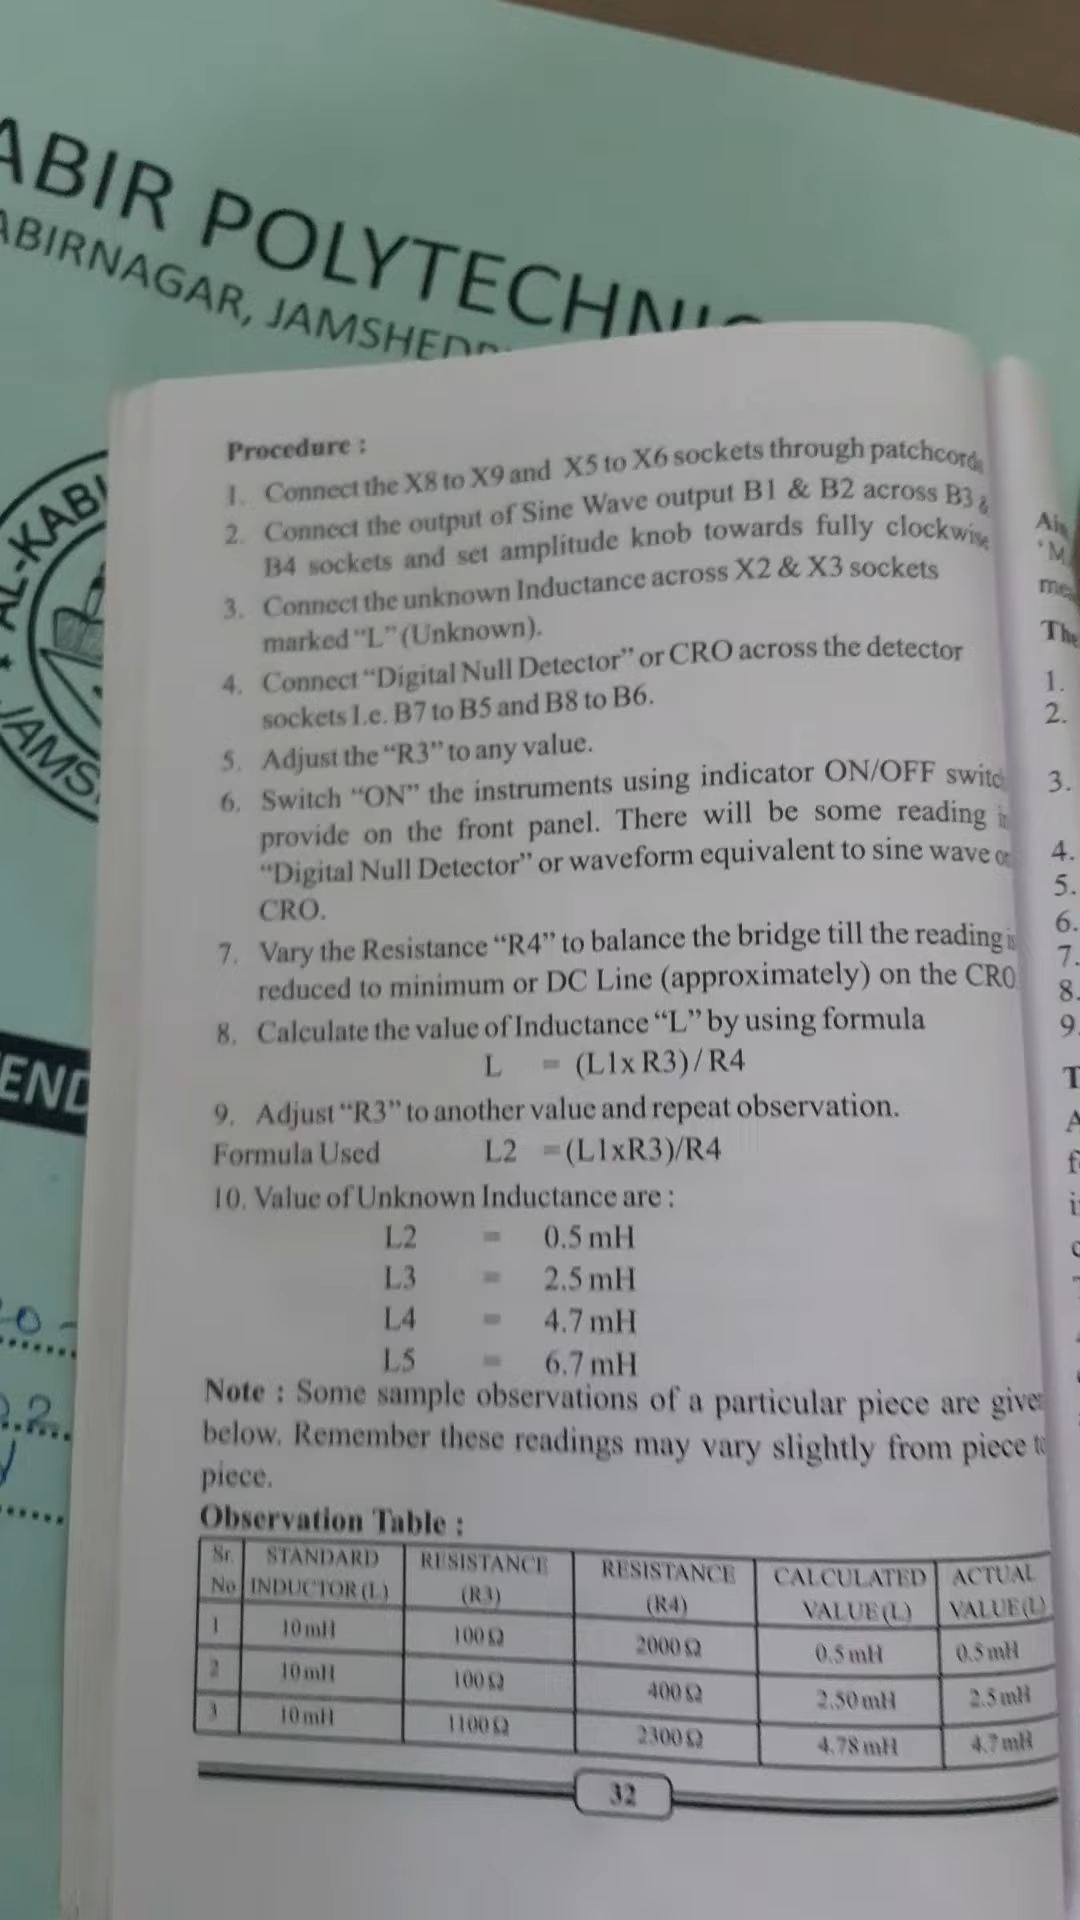 ABIR POLYTECHNIC
ABIRNAGAR, JAMSHEDP
AL-KABI
JAMS
END
Procedure :
1. Connect the X8 to X9 and X5 to X6 sockets through patchcords
2. Connect the output of Sine Wave output B1 & B2 across B3 &
B4 sockets and set amplitude knob towards fully clockwise
3. Connect the unknown Inductance across X2 & X3 sockets
marked "L" (Unknown).
4. Connect "Digital Null Detector" or CRO across the detector
sockets I.e. B7 to B5 and B8 to B6.
5. Adjust the "R3" to any value.
6. Switch "ON" the instruments using indicator ON/OFF switch
provide on the front panel. There will be some reading in
"Digital Null Detector" or waveform equivalent to sine wave on
CRO.
7. Vary the Resistance "R4" to balance the bridge till the reading is
reduced to minimum or DC Line (approximately) on the CRO
8. Calculate the value of Inductance "L" by using formula
L = (L1x R3) / R4
9. Adjust "R3" to another value and repeat observation.
Formula Used L2 =(L1xR3)/R4
10. Value of Unknown Inductance are :
L2 = 0.5 mH
L3 = 2.5 mH
L4 = 4.7 mH
L5 = 6.7 mH
Note : Some sample observations of a particular piece are given
below. Remember these readings may vary slightly from piece to
piece.
Observation Table :
Sr. No STANDARD INDUCTOR (L) RESISTANCE (R3) RESISTANCE (R4) CALCULATED VALUE (L) ACTUAL VALUE (L)
1 10 mH 100 Ω 2000 Ω 0.5 mH 0.5 mH
2 10 mH 100 Ω 400 Ω 2.50 mH 2.5 mH
3 10 mH 1100 Ω 2300 Ω 4.78 mH 4.7 mH
32
The
1.
2.
3.
4.
5.
6.
7.
8.
9.